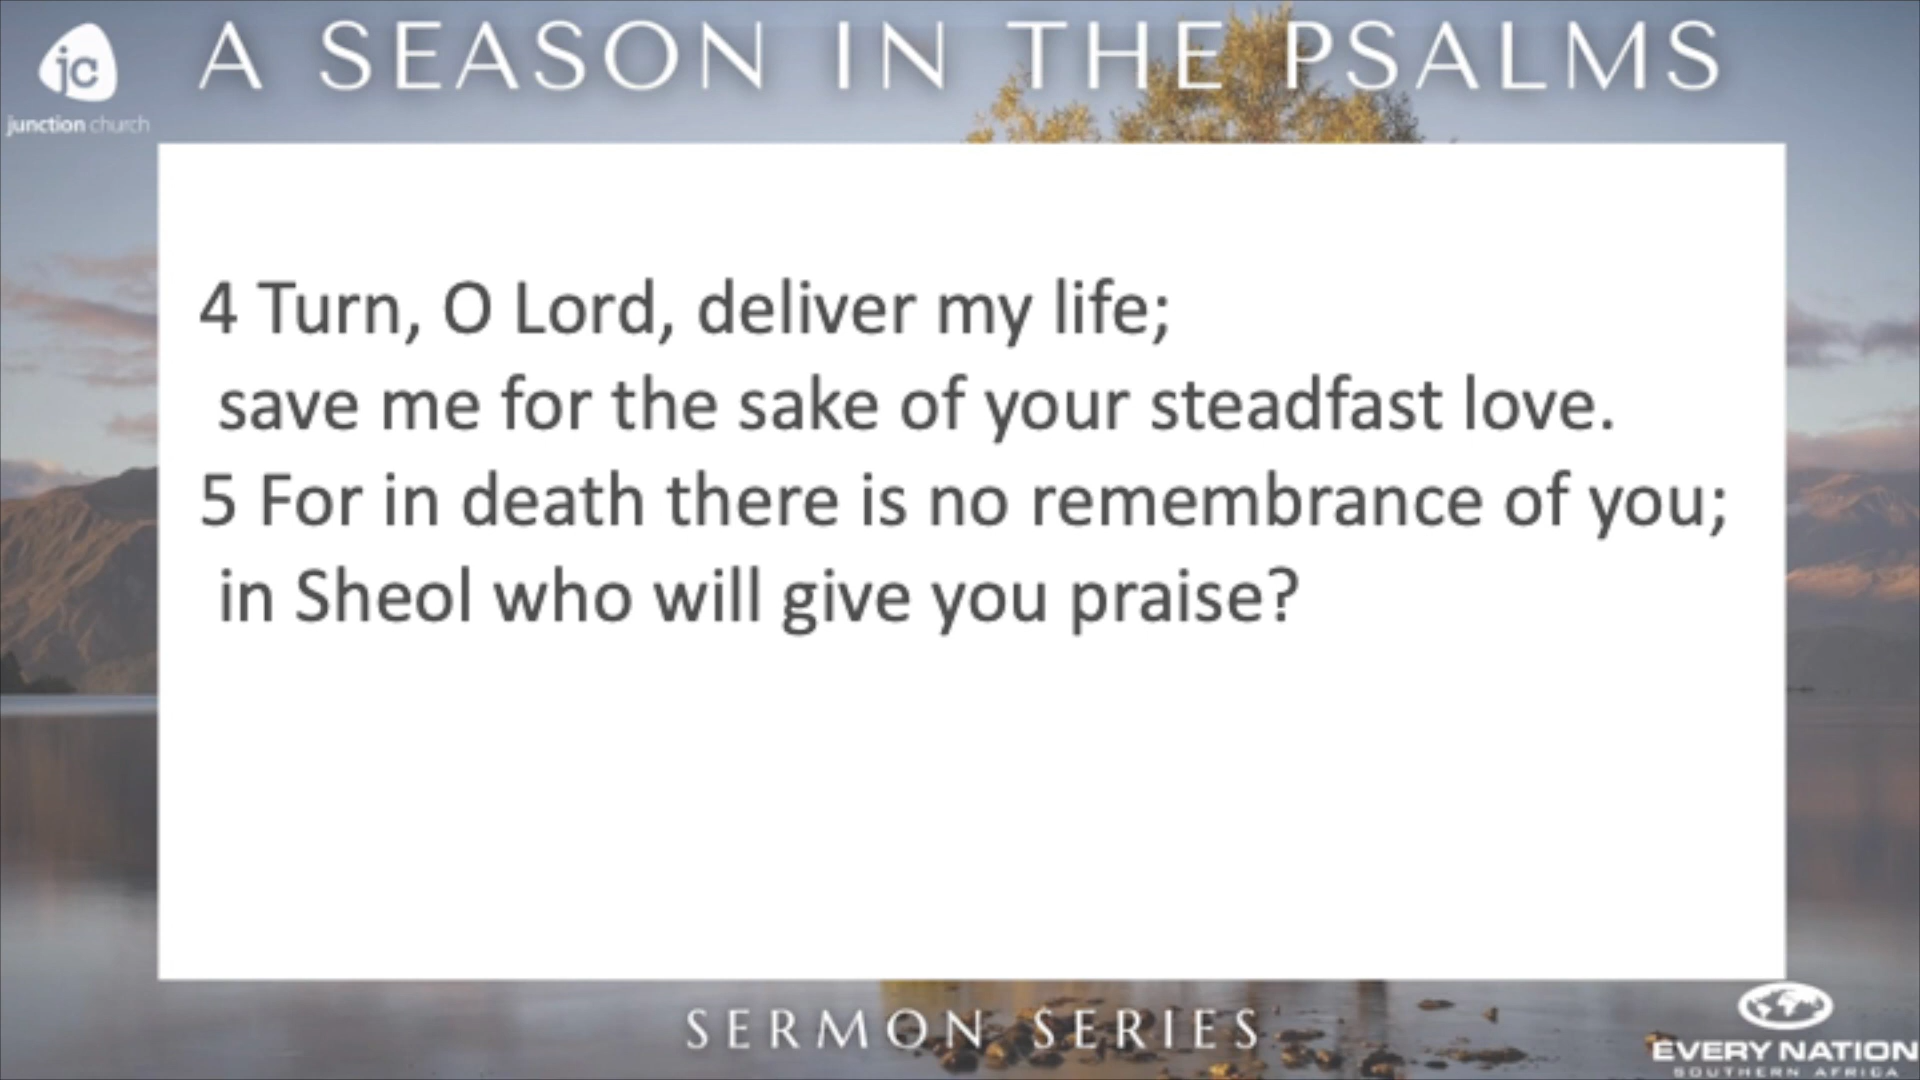 jc
junction church
A SEASON IN THE PSALMS
4 Turn, O Lord, deliver my life;
save me for the sake of your steadfast love.
5 For in death there is no remembrance of you;
in Sheol who will give you praise?
SERMON SERIES
EVERY NATION
SOUTHERN AFRICA